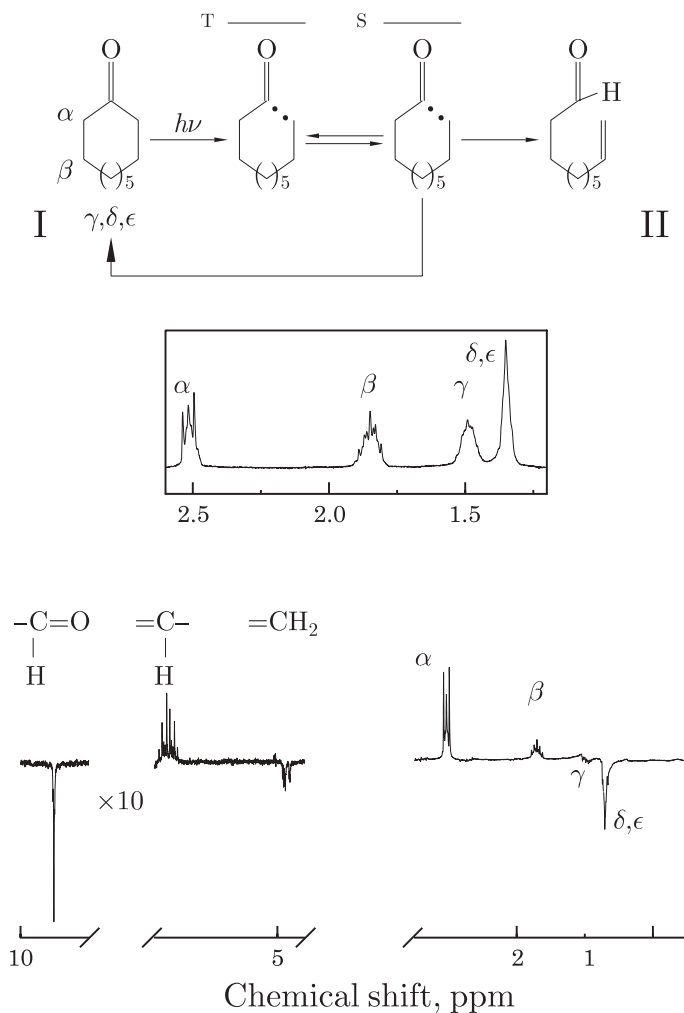 T S
O O O O
H
α
hν
β
( )5 ( )5 ( )5 ( )5
I γ,δ,ϵ II
δ,ϵ
α β γ
2.5 2.0 1.5
–C=O =C– =CH₂
H H
α
β
×10
γ
δ,ϵ
10 5 2 1
Chemical shift, ppm